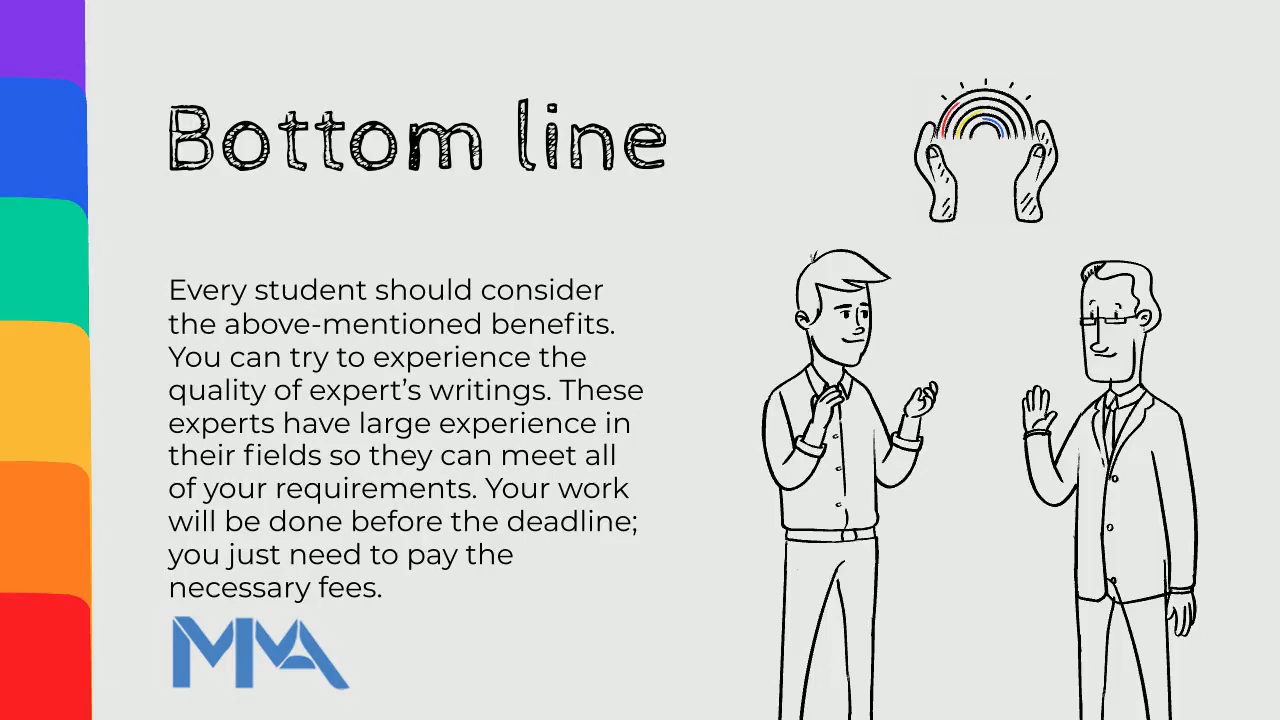 Bottom line
Every student should consider
the above-mentioned benefits.
You can try to experience the
quality of expert’s writings. These
experts have large experience in
their fields so they can meet all
of your requirements. Your work
will be done before the deadline;
you just need to pay the
necessary fees.
MMA